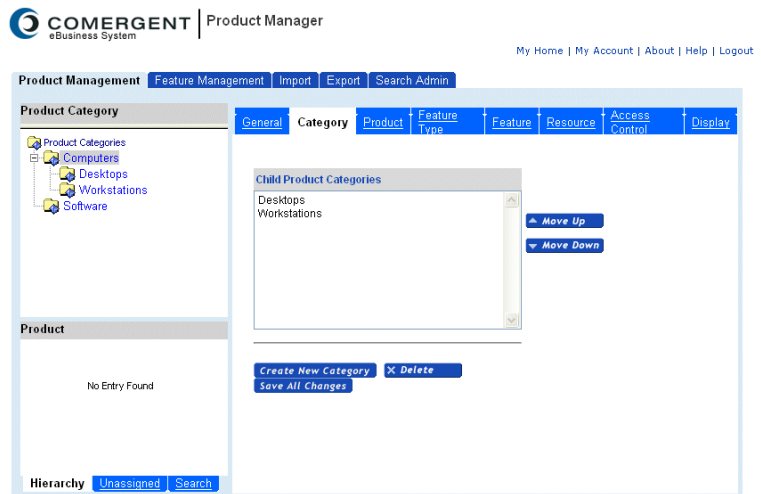 COMERGENT
eBusiness System
Product Manager
My Home | My Account | About | Help | Logout
Product Management
Feature Management
Import
Export
Search Admin
Product Category
Product Categories
Computers
Desktops
Workstations
Software
General
Category
Product
Feature
Type
Feature
Resource
Access
Control
Display
Child Product Categories
Desktops
Workstations
Move Up
Move Down
Create New Category
X Delete
Save All Changes
Product
No Entry Found
Hierarchy
Unassigned
Search